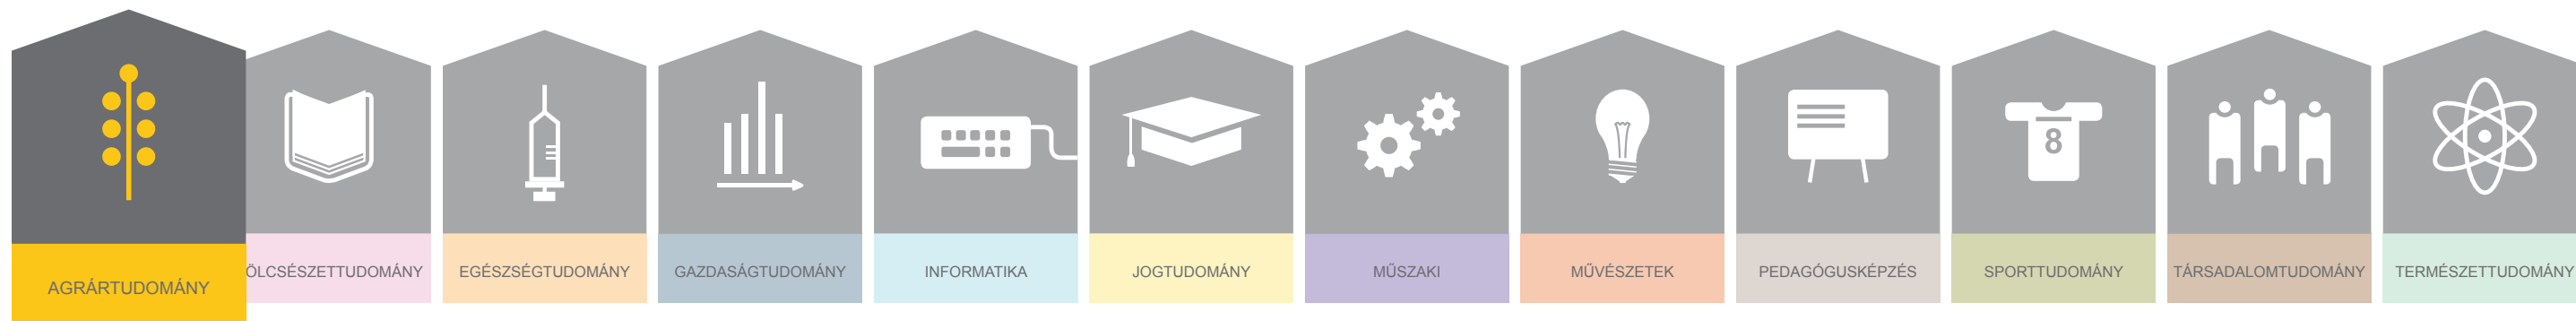 AGRÁRTUDOMÁNY
ÖLCSÉSZETTUDOMÁNY
EGÉSZSÉGTUDOMÁNY
GAZDASÁGTUDOMÁNY
INFORMATIKA
JOGTUDOMÁNY
MŰSZAKI
MŰVÉSZETEK
PEDAGÓGUSKÉPZÉS
8
SPORTTUDOMÁNY
TÁRSADALOMTUDOMÁNY
TERMÉSZETTUDOMÁNY